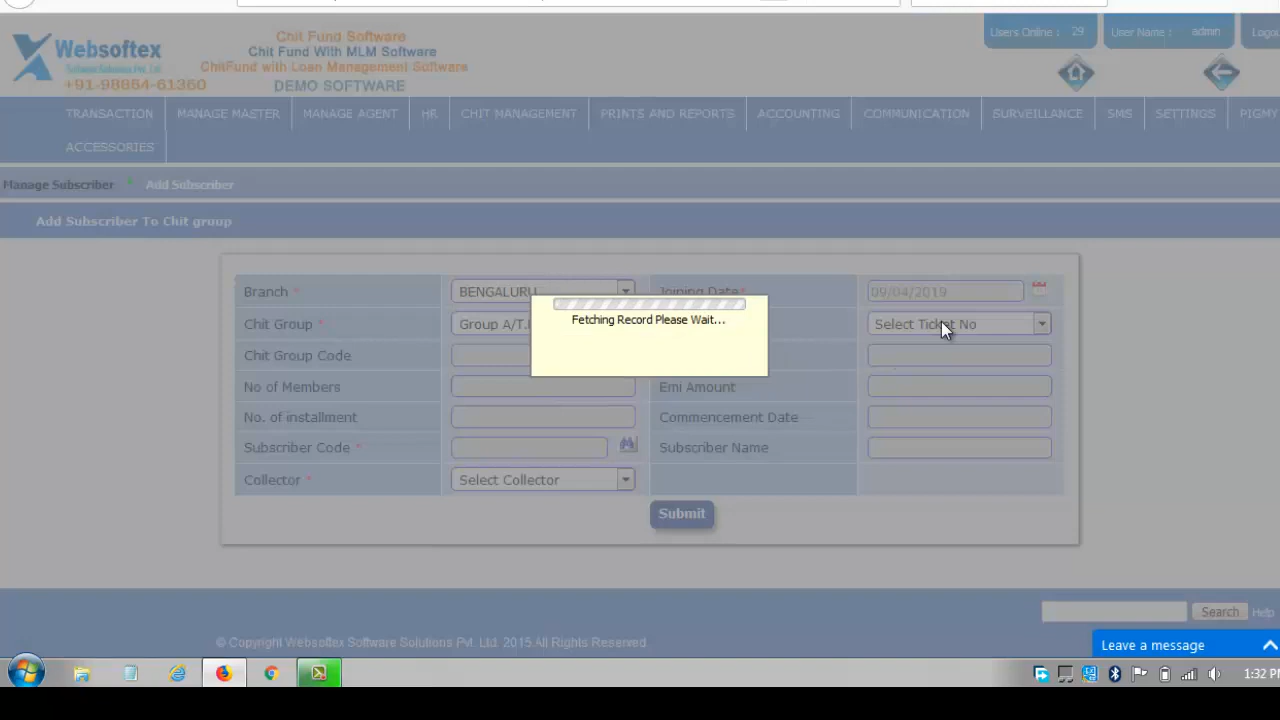 Websoftex
Software Solutions Pvt. Ltd.
+91-98864-61360
Chit Fund Software
Chit Fund With MLM Software
ChitFund with Loan Management Software
DEMO SOFTWARE
Users Online : 29
User Name : admin
TRANSACTION MANAGE MASTER MANAGE AGENT HR CHIT MANAGEMENT PRINTS AND REPORTS ACCOUNTING COMMUNICATION SURVEILLANCE SMS SETTINGS PIGMY
ACCESSORIES
Manage Subscriber Add Subscriber
Add Subscriber To Chit group
Branch * BENGALURU Joining Date * 09/04/2019
Chit Group * Group A/T. Select Ticket No
Fetching Record Please Wait...
Chit Group Code
No of Members Emi Amount
No. of installment Commencement Date
Subscriber Code * Subscriber Name
Collector * Select Collector
Submit
Search Help
© Copyright Websoftex Software Solutions Pvt. Ltd. 2015.All Rights Reserved.
Leave a message
1:32 PM